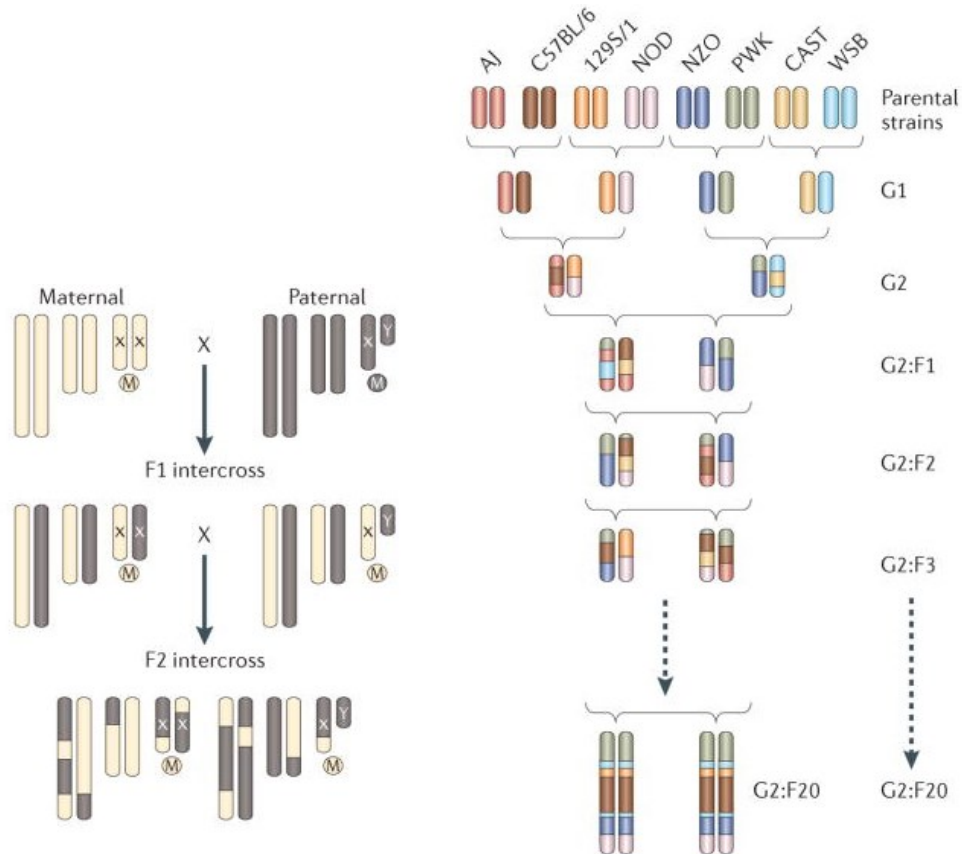 Maternal
Paternal
X
X X
X Y
M
M
F1 intercross
X
X X
X Y
M
M
F2 intercross
X X
X Y
M
M
AJ
C57BL/6
129S/1
NOD
NZO
PWK
CAST
WSB
Parental
strains
G1
G2
G2:F1
G2:F2
G2:F3
G2:F20
G2:F20